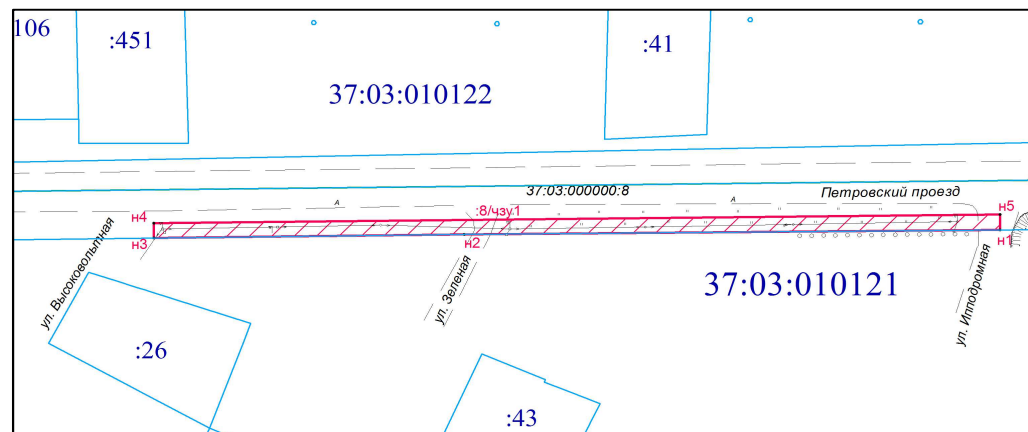 106
:451
:41
37:03:010122
37:03:000000:8
Петровский проезд
А
А
:8/чзу1
н4
н5
н3
н2
н1
ул. Высоковольтная
ул. Зеленая
ул. Ипподромная
37:03:010121
:26
:43